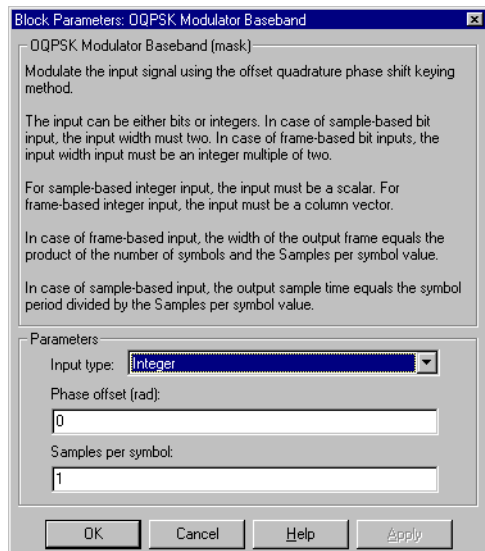 Block Parameters: OQPSK Modulator Baseband
OQPSK Modulator Baseband (mask)
Modulate the input signal using the offset quadrature phase shift keying
method.
The input can be either bits or integers. In case of sample-based bit
input, the input width must two. In case of frame-based bit inputs, the
input width input must be an integer multiple of two.
For sample-based integer input, the input must be a scalar. For
frame-based integer input, the input must be a column vector.
In case of frame-based input, the width of the output frame equals the
product of the number of symbols and the Samples per symbol value.
In case of sample-based input, the output sample time equals the symbol
period divided by the Samples per symbol value.
Parameters
Input type: Integer
Phase offset (rad):
0
Samples per symbol:
1
OK Cancel Help Apply